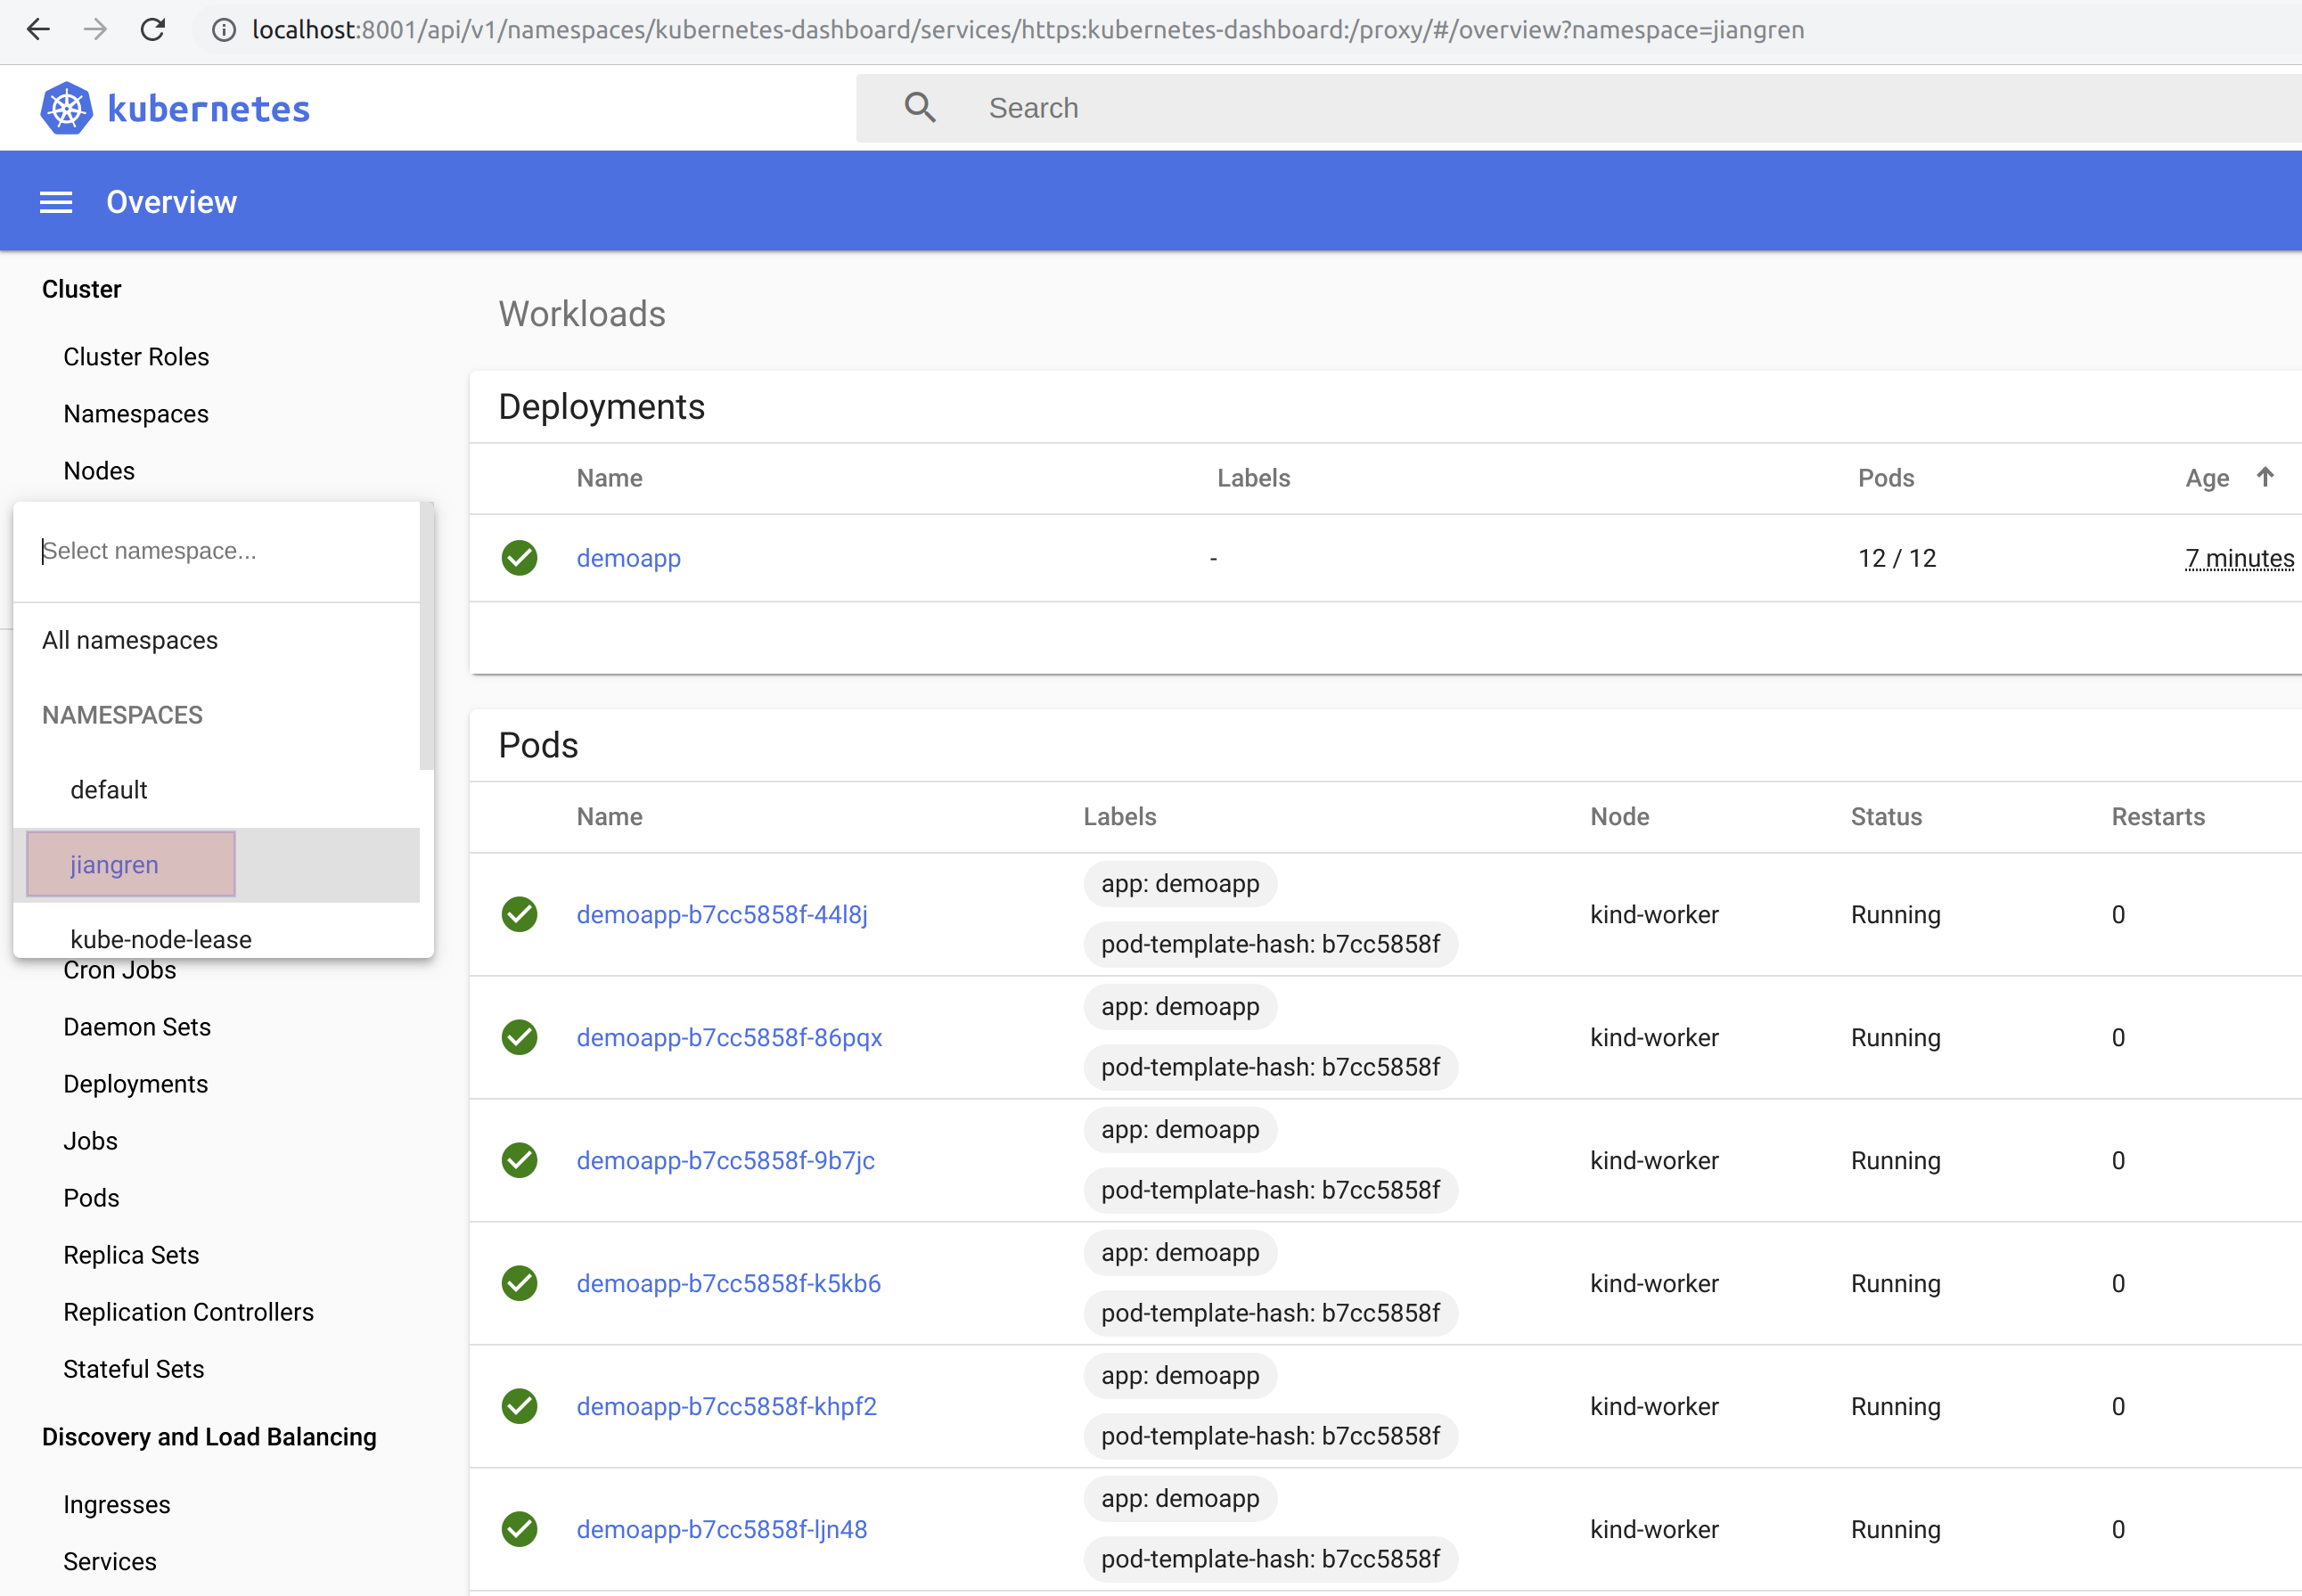 localhost:8001/api/v1/namespaces/kubernetes-dashboard/services/https:kubernetes-dashboard:/proxy/#/overview?namespace=jiangren
kubernetes
Search
Overview
Cluster
Cluster Roles
Namespaces
Nodes
Select namespace...
All namespaces
NAMESPACES
default
jiangren
kube-node-lease
Cron Jobs
Daemon Sets
Deployments
Jobs
Pods
Replica Sets
Replication Controllers
Stateful Sets
Discovery and Load Balancing
Ingresses
Services
Workloads
Deployments
Name Labels Pods Age
demoapp - 12 / 12 7 minutes
Pods
Name Labels Node Status Restarts
app: demoapp
demoapp-b7cc5858f-44l8j kind-worker Running 0
pod-template-hash: b7cc5858f
app: demoapp
demoapp-b7cc5858f-86pqx kind-worker Running 0
pod-template-hash: b7cc5858f
app: demoapp
demoapp-b7cc5858f-9b7jc kind-worker Running 0
pod-template-hash: b7cc5858f
app: demoapp
demoapp-b7cc5858f-k5kb6 kind-worker Running 0
pod-template-hash: b7cc5858f
app: demoapp
demoapp-b7cc5858f-khpf2 kind-worker Running 0
pod-template-hash: b7cc5858f
app: demoapp
demoapp-b7cc5858f-ljn48 kind-worker Running 0
pod-template-hash: b7cc5858f